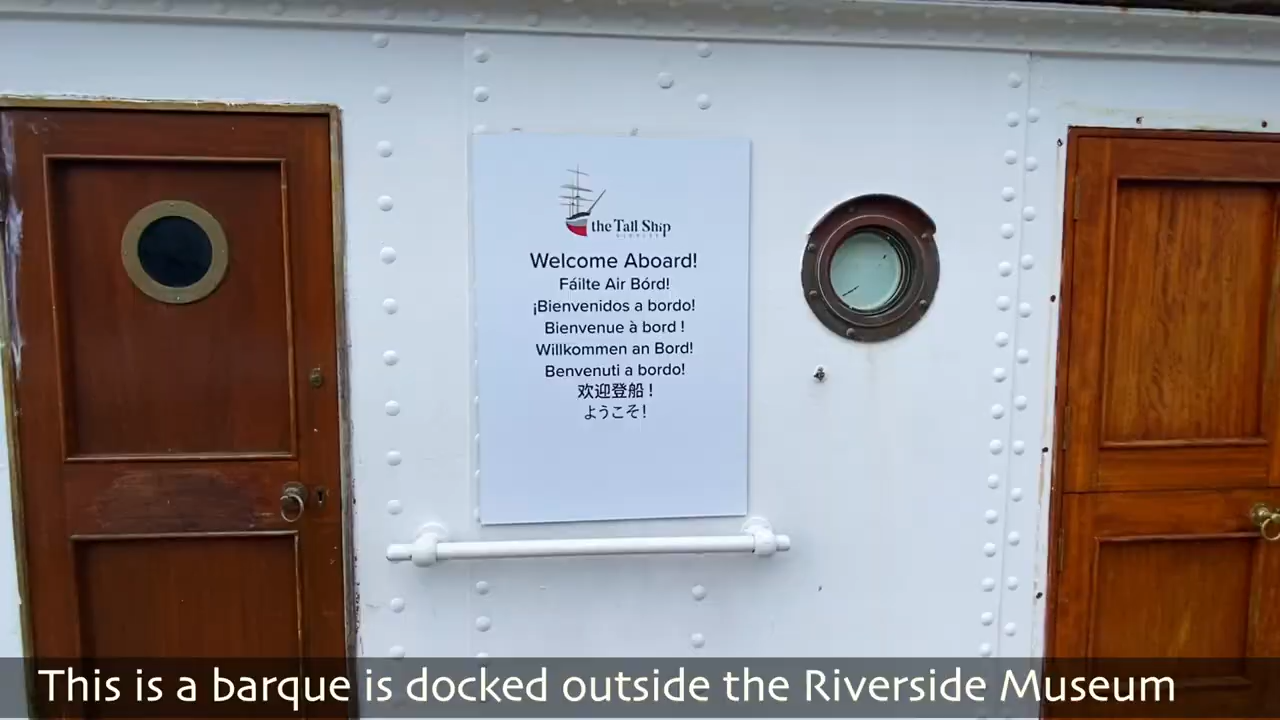 the Tall Ship
GLENLEE
Welcome Aboard!
Fáilte Air Bórd!
¡Bienvenidos a bordo!
Bienvenue à bord !
Willkommen an Bord!
Benvenuti a bordo!
欢迎登船！
ようこそ！
This is a barque is docked outside the Riverside Museum